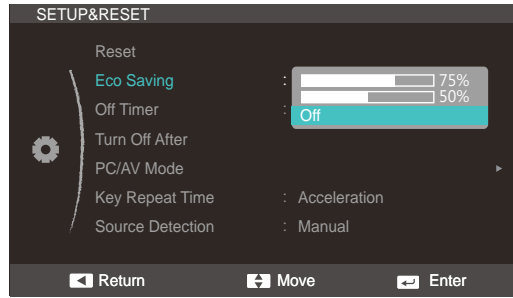 SETUP&RESET
Reset
Eco Saving : 75%
50%
Off Timer : Off
Turn Off After
PC/AV Mode
Key Repeat Time : Acceleration
Source Detection : Manual
Return Move Enter